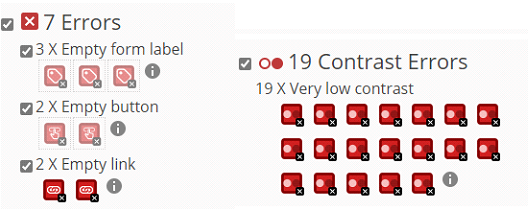 7 Errors
3 X Empty form label
2 X Empty button
2 X Empty link
19 Contrast Errors
19 X Very low contrast